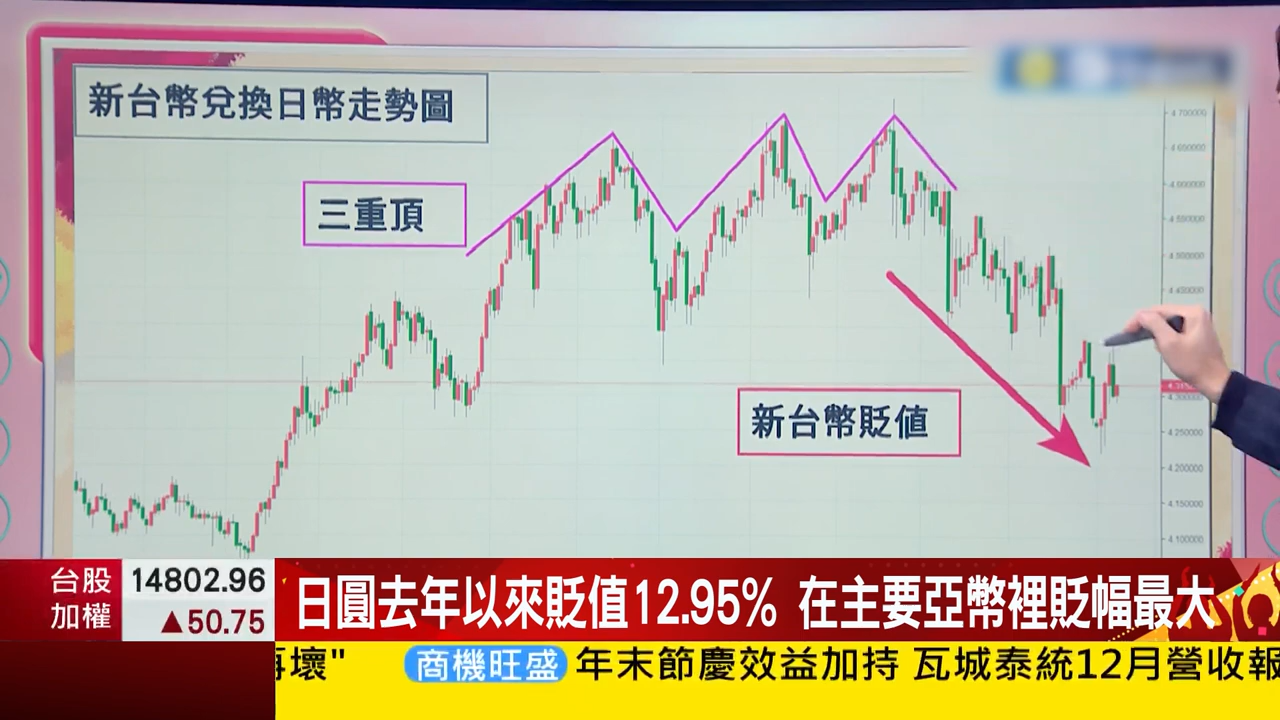 新台幣兌換日幣走勢圖
三重頂
新台幣貶值
4.700000
4.650000
4.600000
4.550000
4.500000
4.450000
4.300000
4.250000
4.200000
4.150000
4.100000
台股
加權
14802.96
▲50.75
日圓去年以來貶值12.95% 在主要亞幣裡貶幅最大
壞" 商機旺盛 年末節慶效益加持 瓦城泰統12月營收報